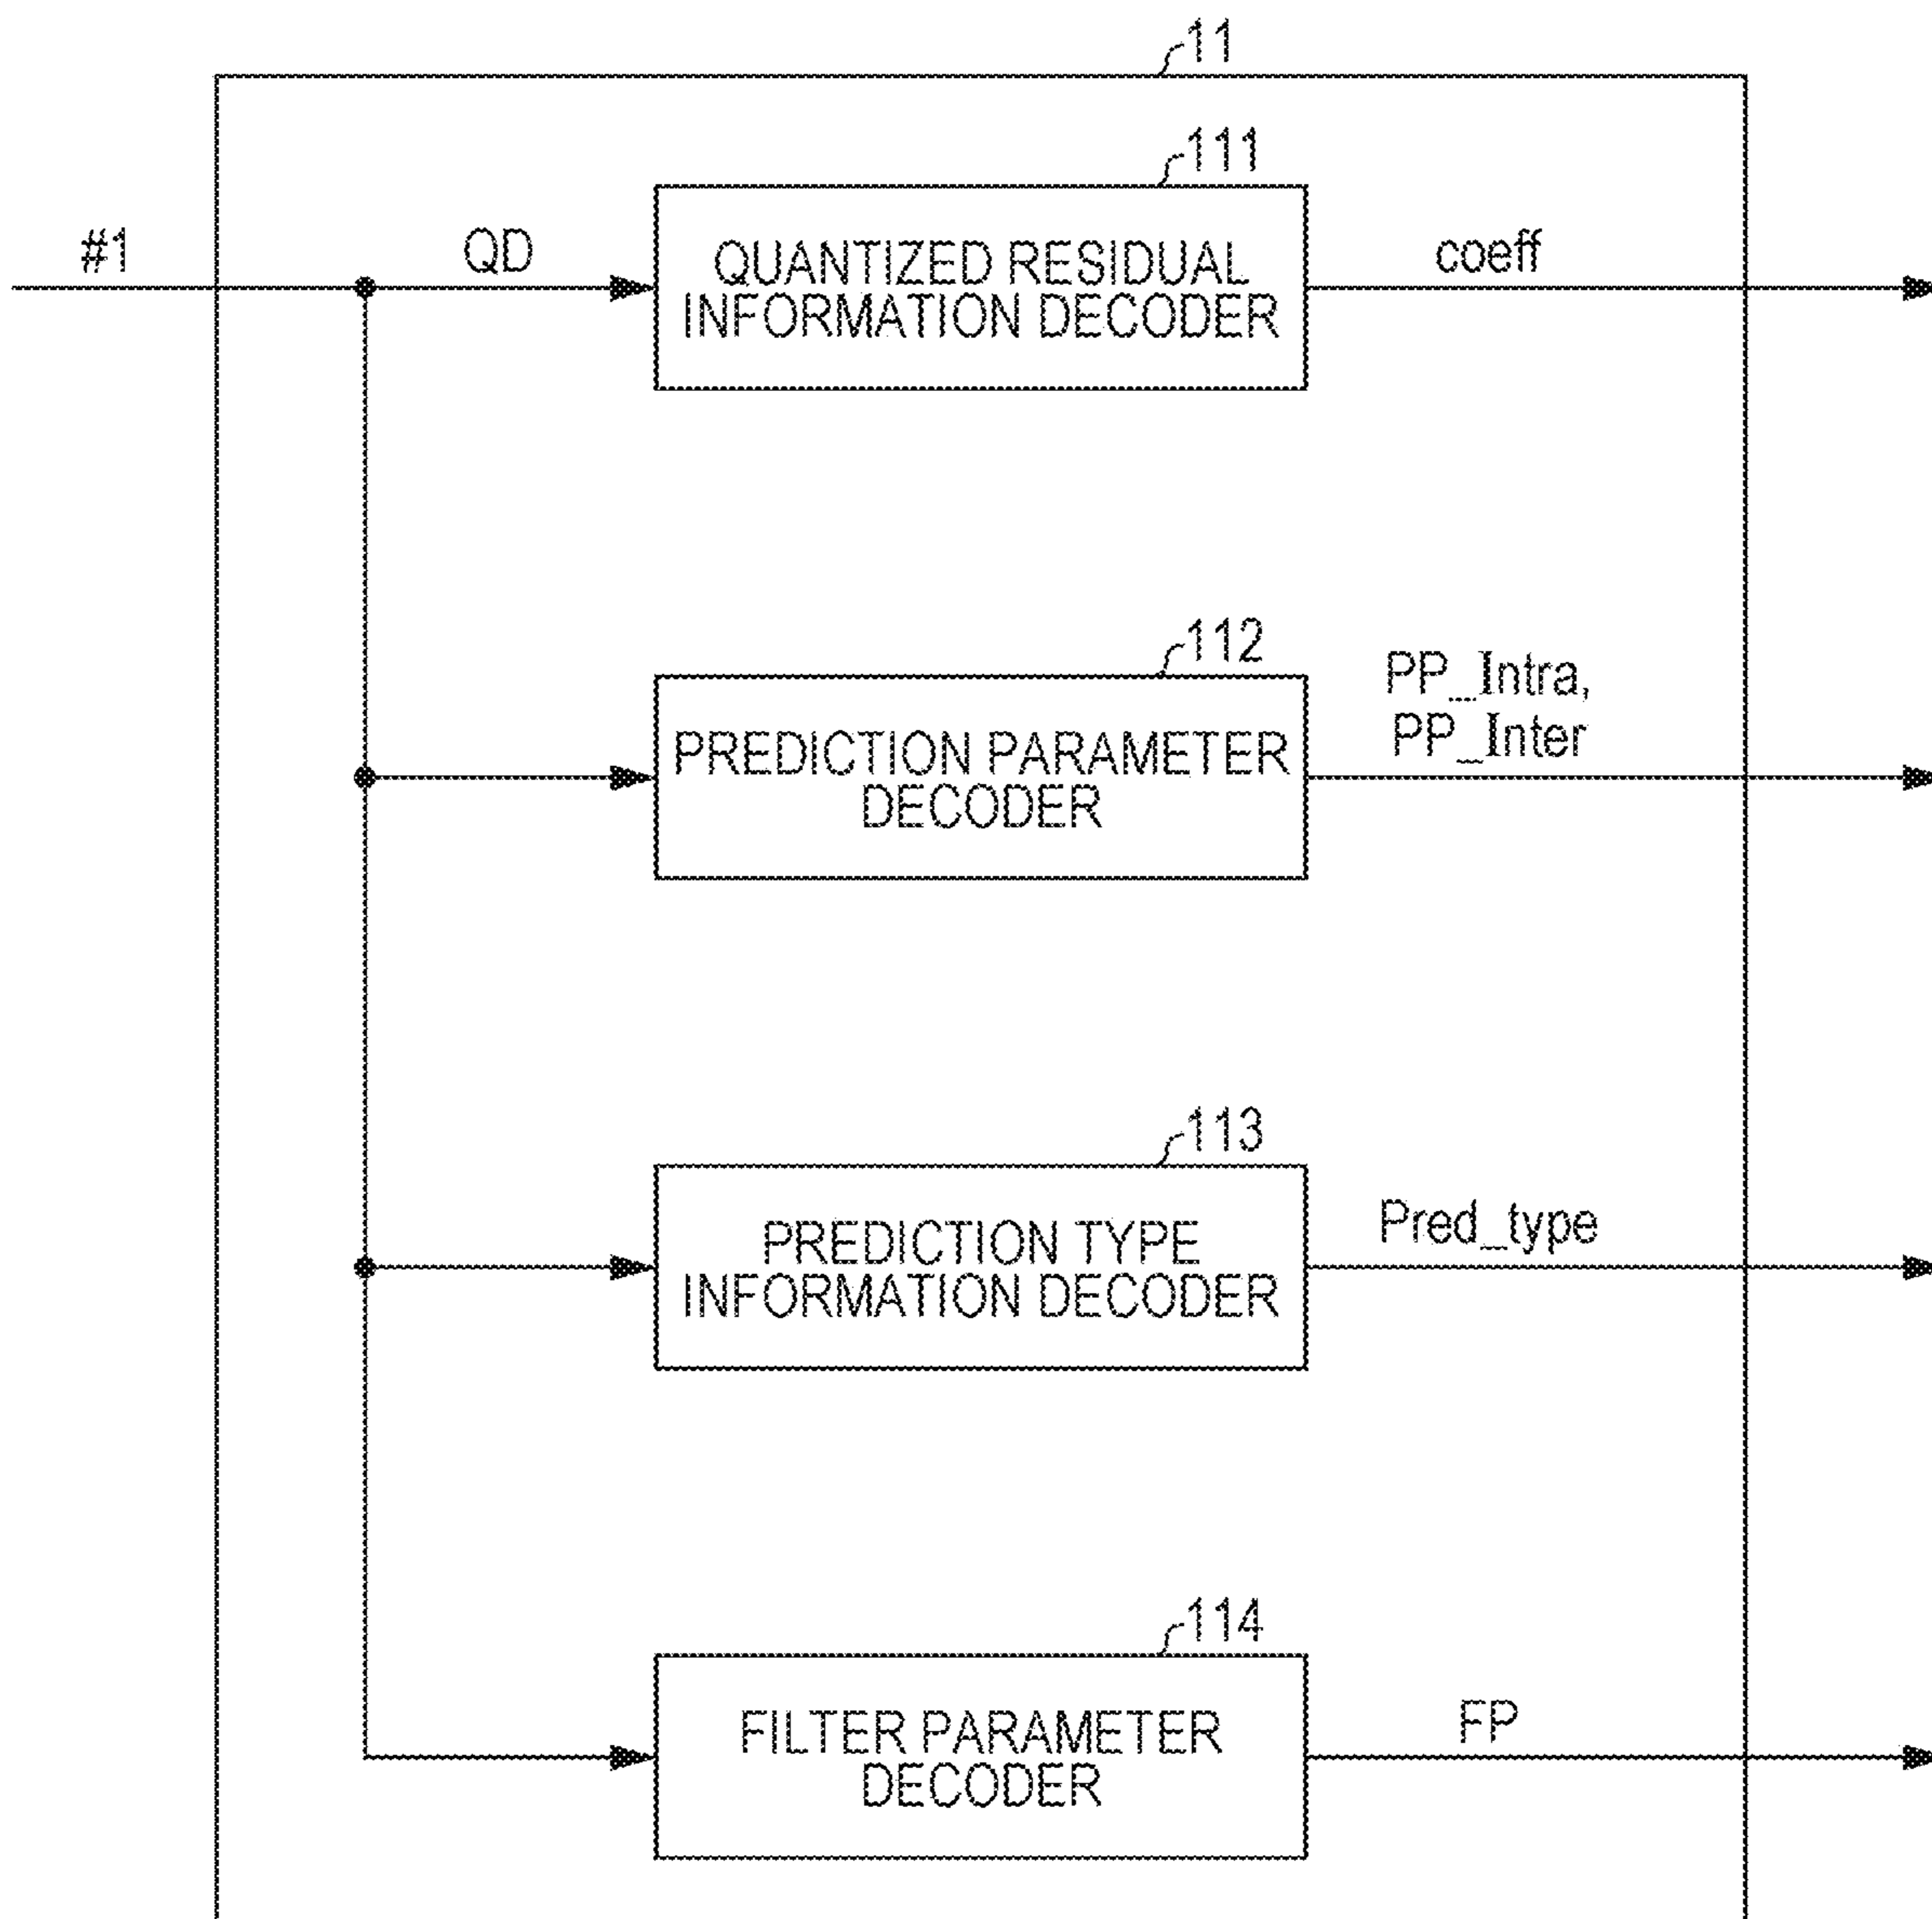 11
111
#1
QD
QUANTIZED RESIDUAL
INFORMATION DECODER
coeff
112
PREDICTION PARAMETER
DECODER
PP_Intra,
PP_Inter
113
PREDICTION TYPE
INFORMATION DECODER
Pred_type
114
FILTER PARAMETER
DECODER
FP